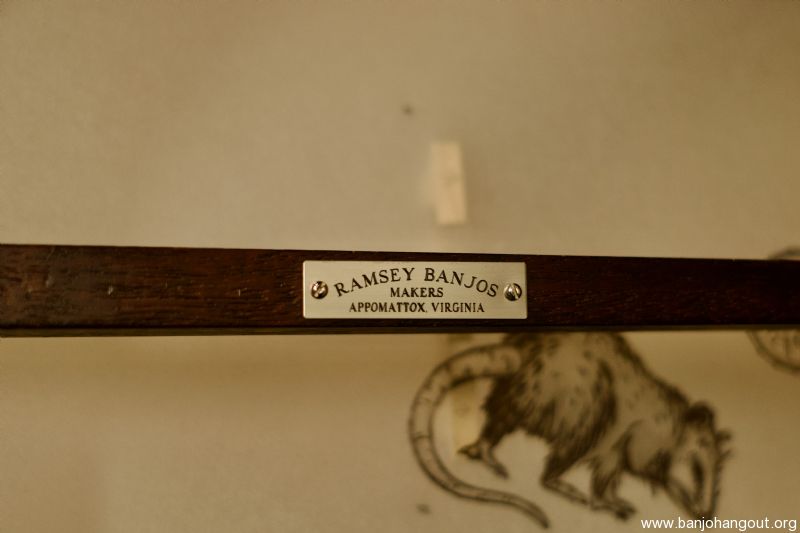 RAMSEY BANJOS
MAKERS
APPOMATTOX, VIRGINIA
www.banjohangout.org